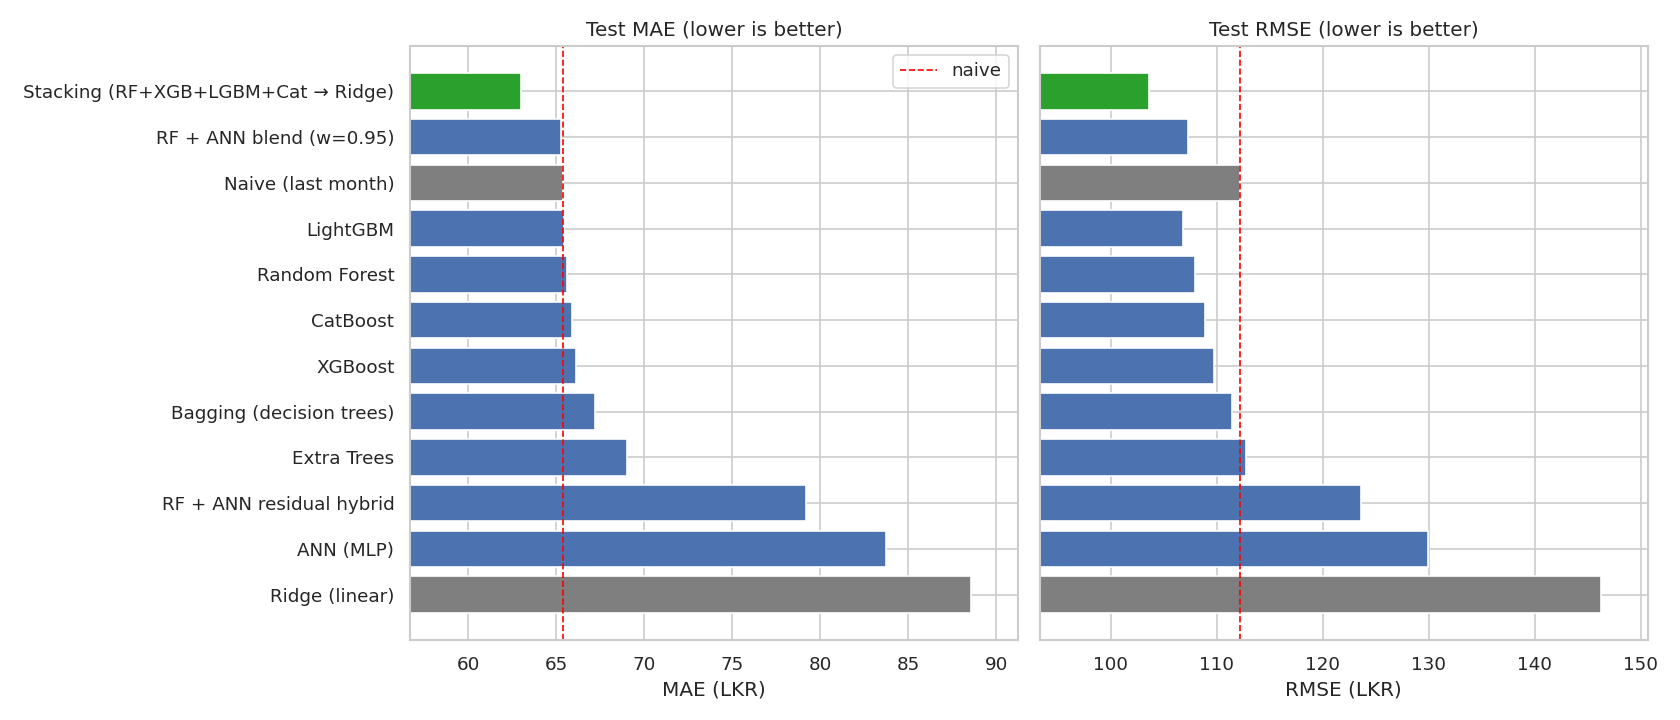 Test MAE (lower is better)
naive
Stacking (RF+XGB+LGBM+Cat → Ridge)
RF + ANN blend (w=0.95)
Naive (last month)
LightGBM
Random Forest
CatBoost
XGBoost
Bagging (decision trees)
Extra Trees
RF + ANN residual hybrid
ANN (MLP)
Ridge (linear)
60 65 70 75 80 85 90
MAE (LKR)
Test RMSE (lower is better)
100 110 120 130 140 150
RMSE (LKR)